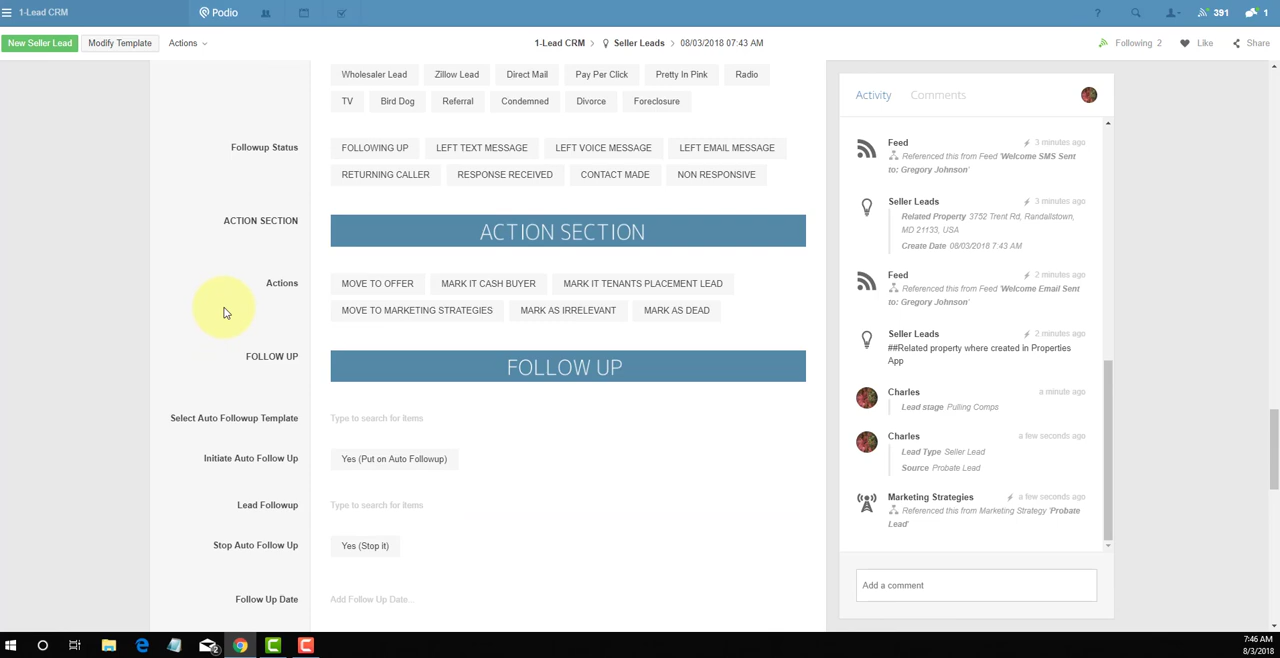 1-Lead CRM
Podio
? 391 1
New Seller Lead Modify Template Actions
1-Lead CRM > Seller Leads > 08/03/2018 07:43 AM
Following 2 Like Share
Wholesaler Lead Zillow Lead Direct Mail Pay Per Click Pretty In Pink Radio
TV Bird Dog Referral Condemned Divorce Foreclosure
Followup Status
FOLLOWING UP LEFT TEXT MESSAGE LEFT VOICE MESSAGE LEFT EMAIL MESSAGE
RETURNING CALLER RESPONSE RECEIVED CONTACT MADE NON RESPONSIVE
ACTION SECTION
ACTION SECTION
Actions
MOVE TO OFFER MARK IT CASH BUYER MARK IT TENANTS PLACEMENT LEAD
MOVE TO MARKETING STRATEGIES MARK AS IRRELEVANT MARK AS DEAD
FOLLOW UP
FOLLOW UP
Select Auto Followup Template Type to search for items
Initiate Auto Follow Up Yes (Put on Auto Followup)
Lead Followup Type to search for items
Stop Auto Follow Up Yes (Stop it)
Follow Up Date Add Follow Up Date...
Activity Comments
Feed 3 minutes ago
Referenced this from Feed 'Welcome SMS Sent
to: Gregory Johnson'
Seller Leads 3 minutes ago
Related Property 3752 Trent Rd, Randallstown,
MD 21133, USA
Create Date 08/03/2018 7:43 AM
Feed 2 minutes ago
Referenced this from Feed 'Welcome Email Sent
to: Gregory Johnson'
Seller Leads 2 minutes ago
##Related property where created in Properties
App
Charles a minute ago
Lead stage Pulling Comps
Charles a few seconds ago
Lead Type Seller Lead
Source Probate Lead
Marketing Strategies a few seconds ago
Referenced this from Marketing Strategy 'Probate
Lead'
Add a comment
2
7:46 AM
8/3/2018